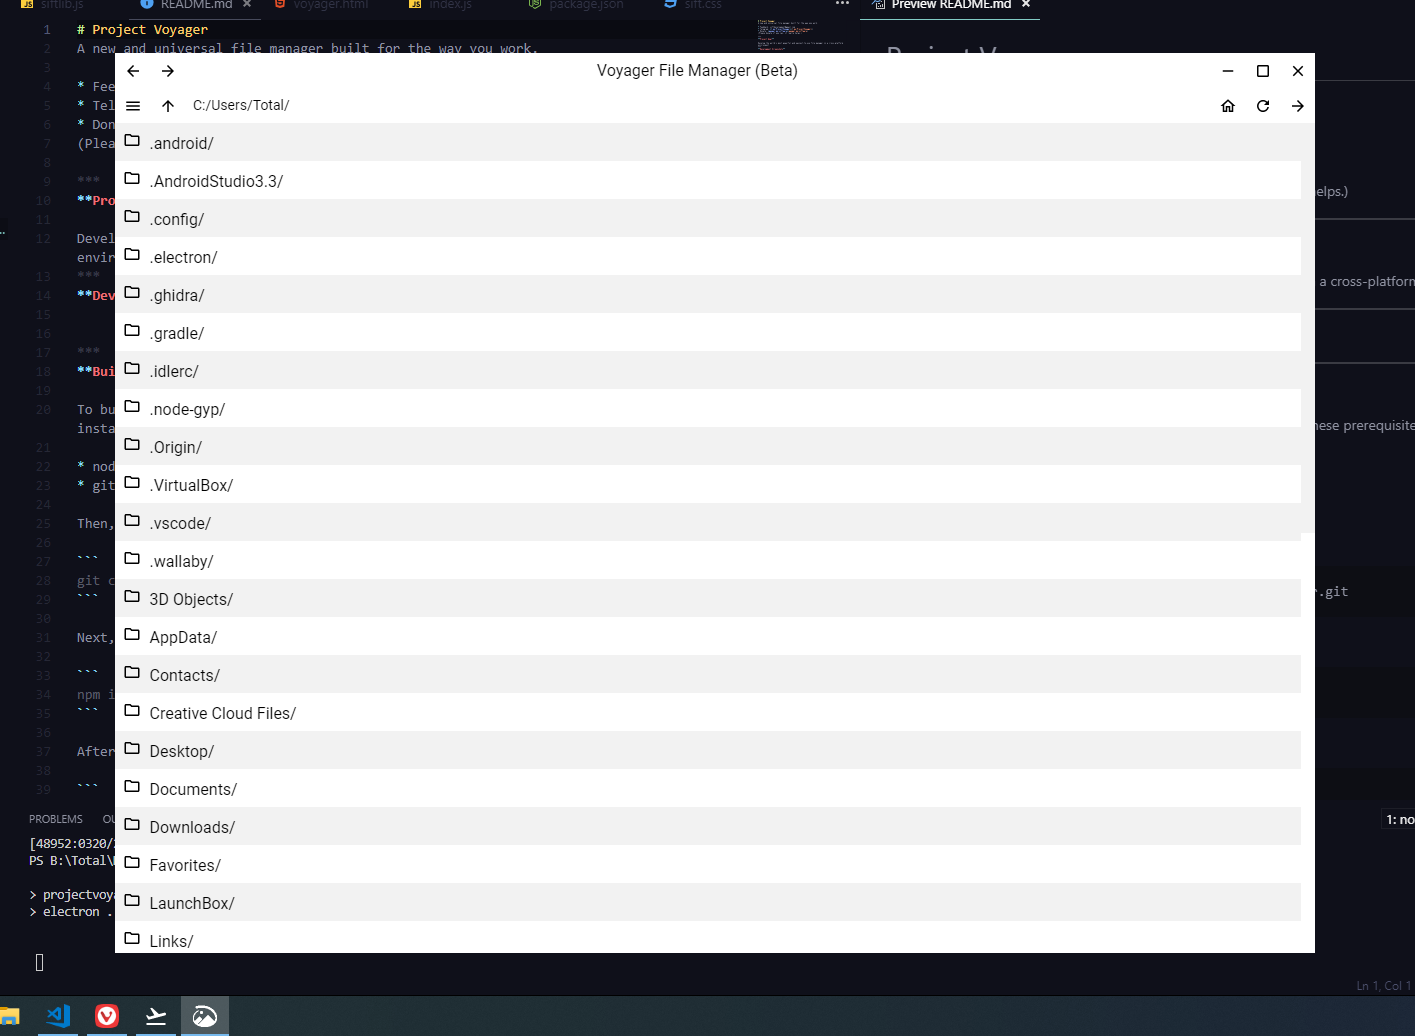 siftlib.js
README.md
voyager.html
index.js
package.json
sift.css
Preview README.md
1 # Project Voyager
2 A new and universal file manager built for the way you work.
3
4 * Fee
5 * Tel
6 * Don
7 (Plea
8
9 ***
10 **Pro
11
12 Devel
envir
13 ***
14 **Dev
15
16
17 ***
18 **Bui
19
20 To bu
insta
21
22 * nod
23 * git
24
25 Then,
26
27 ```
28 git c
29 ```
30
31 Next,
32
33 ```
34 npm i
35 ```
36
37 After
38
39 ```
Voyager File Manager (Beta)
C:/Users/Total/
.android/
.AndroidStudio3.3/
.config/
.electron/
.ghidra/
.gradle/
.idlerc/
.node-gyp/
.Origin/
.VirtualBox/
.vscode/
.wallaby/
3D Objects/
AppData/
Contacts/
Creative Cloud Files/
Desktop/
Documents/
Downloads/
Favorites/
LaunchBox/
Links/
elps.)
a cross-platform
hese prerequisite
.git
PROBLEMS OU
1: no
[48952:0320/
PS B:\Total\
> projectvoya
> electron .
Ln 1, Col 1